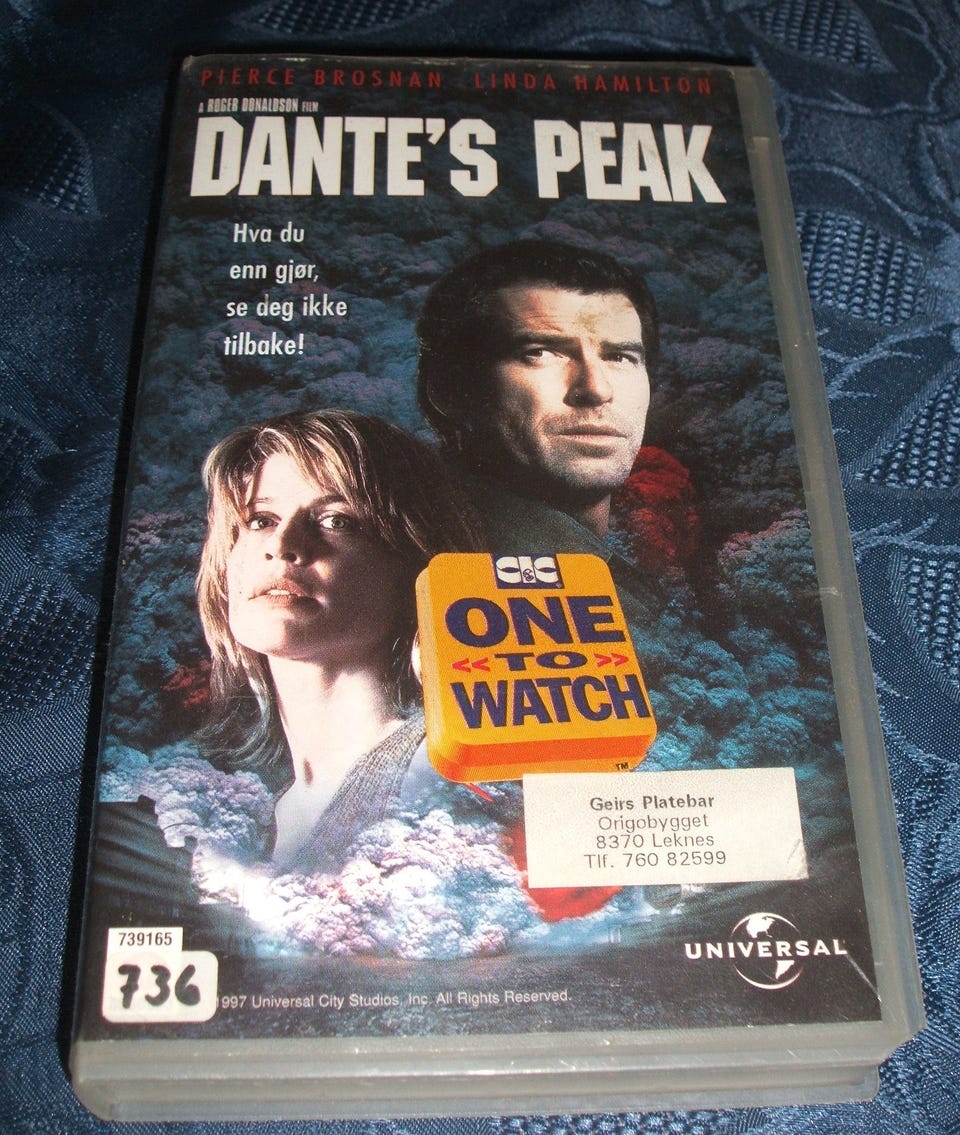 PIERCE BROSNAN LINDA HAMILTON
A ROGER DONALDSON FILM
DANTE'S PEAK
Hva du
enn gjør,
se deg ikke
tilbake!
CIC
ONE
<< TO >>
WATCH
TM
Geirs Platebar
Origobygget
8370 Leknes
Tlf. 760 82599
UNIVERSAL
739165
736
1997 Universal City Studios, Inc. All Rights Reserved.